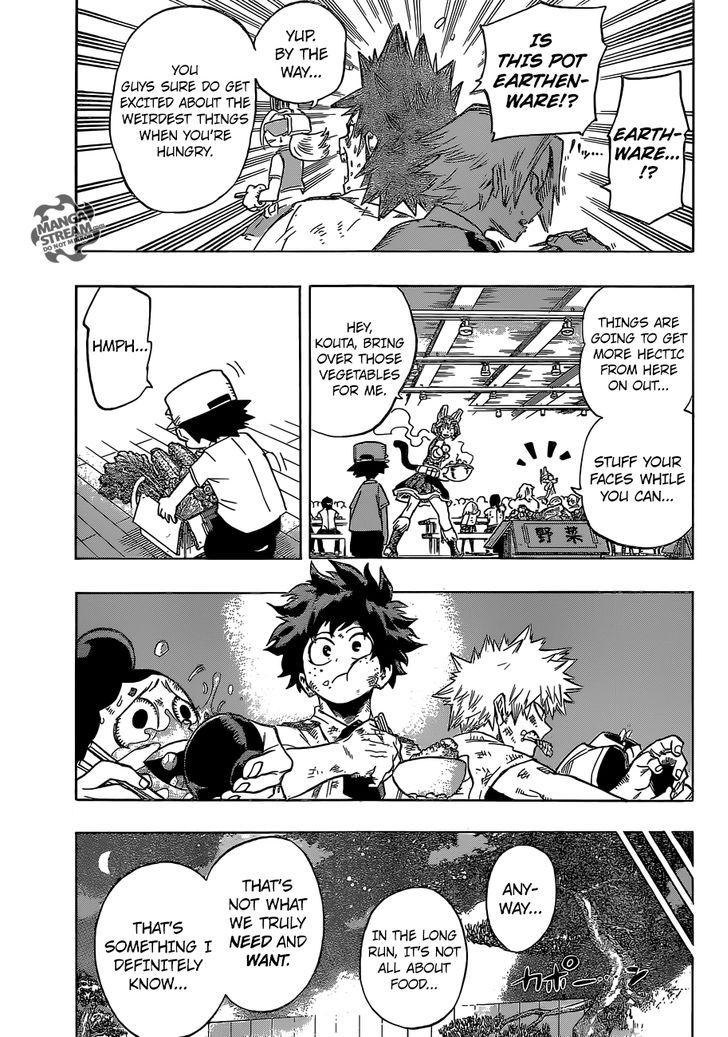 EARTH-
WARE...
!?
IS
THIS POT
EARTHEN-
WARE!?
YUP.
BY THE
WAY...
YOU
GUYS SURE DO GET
EXCITED ABOUT THE
WEIRDEST THINGS
WHEN YOU'RE
HUNGRY.
MANGA
STREAM
THINGS ARE
GOING TO GET
MORE HECTIC
FROM HERE
ON OUT...
STUFF YOUR
FACES WHILE
YOU CAN...
HEY,
KOUTA, BRING
OVER THOSE
VEGETABLES
FOR ME.
野菜
HMPH...
ANY-
WAY...
IN THE LONG
RUN, IT'S NOT
ALL ABOUT
FOOD...
THAT'S
NOT WHAT
WE TRULY
NEED AND
WANT.
THAT'S
SOMETHING I
DEFINITELY
KNOW...
カポーン